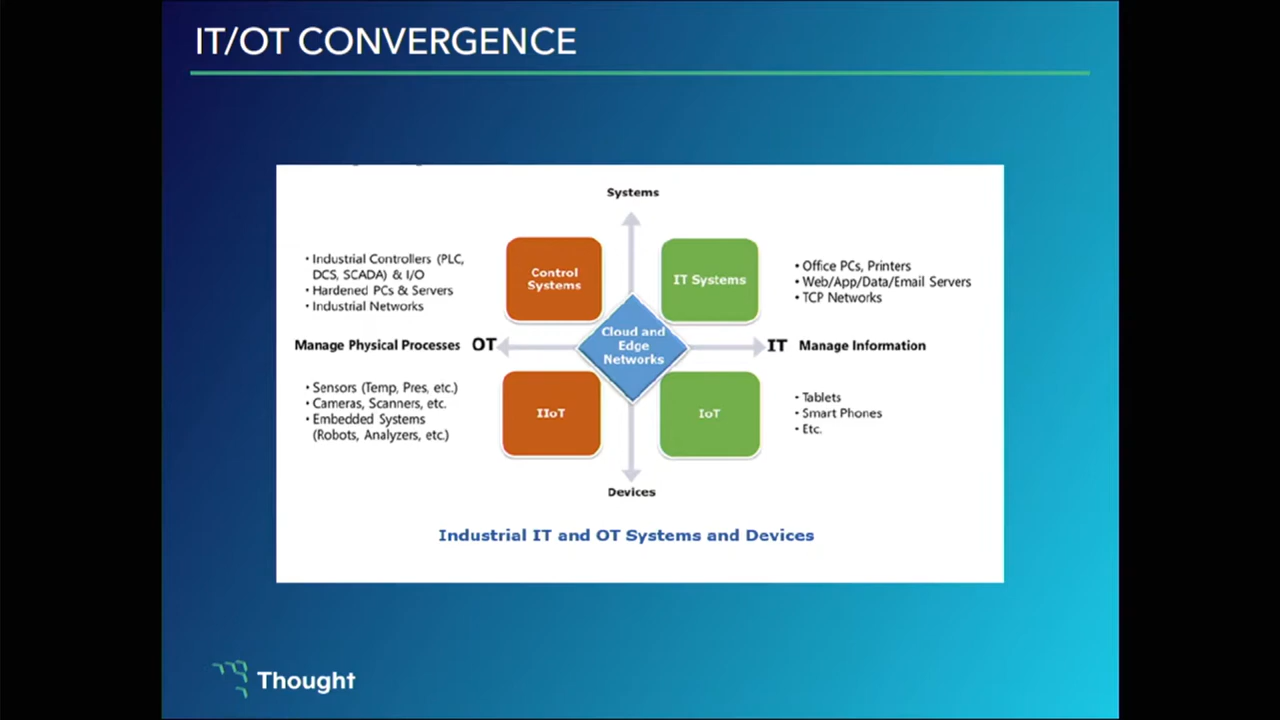 IT/OT CONVERGENCE
Systems
• Industrial Controllers (PLC,
DCS, SCADA) & I/O
• Hardened PCs & Servers
• Industrial Networks
Control
Systems
IT Systems
• Office PCs, Printers
• Web/App/Data/Email Servers
• TCP Networks
Manage Physical Processes OT
Cloud and
Edge
Networks
IT Manage Information
• Sensors (Temp, Pres, etc.)
• Cameras, Scanners, etc.
• Embedded Systems
(Robots, Analyzers, etc.)
IIoT
IoT
• Tablets
• Smart Phones
• Etc.
Devices
Industrial IT and OT Systems and Devices
Thought